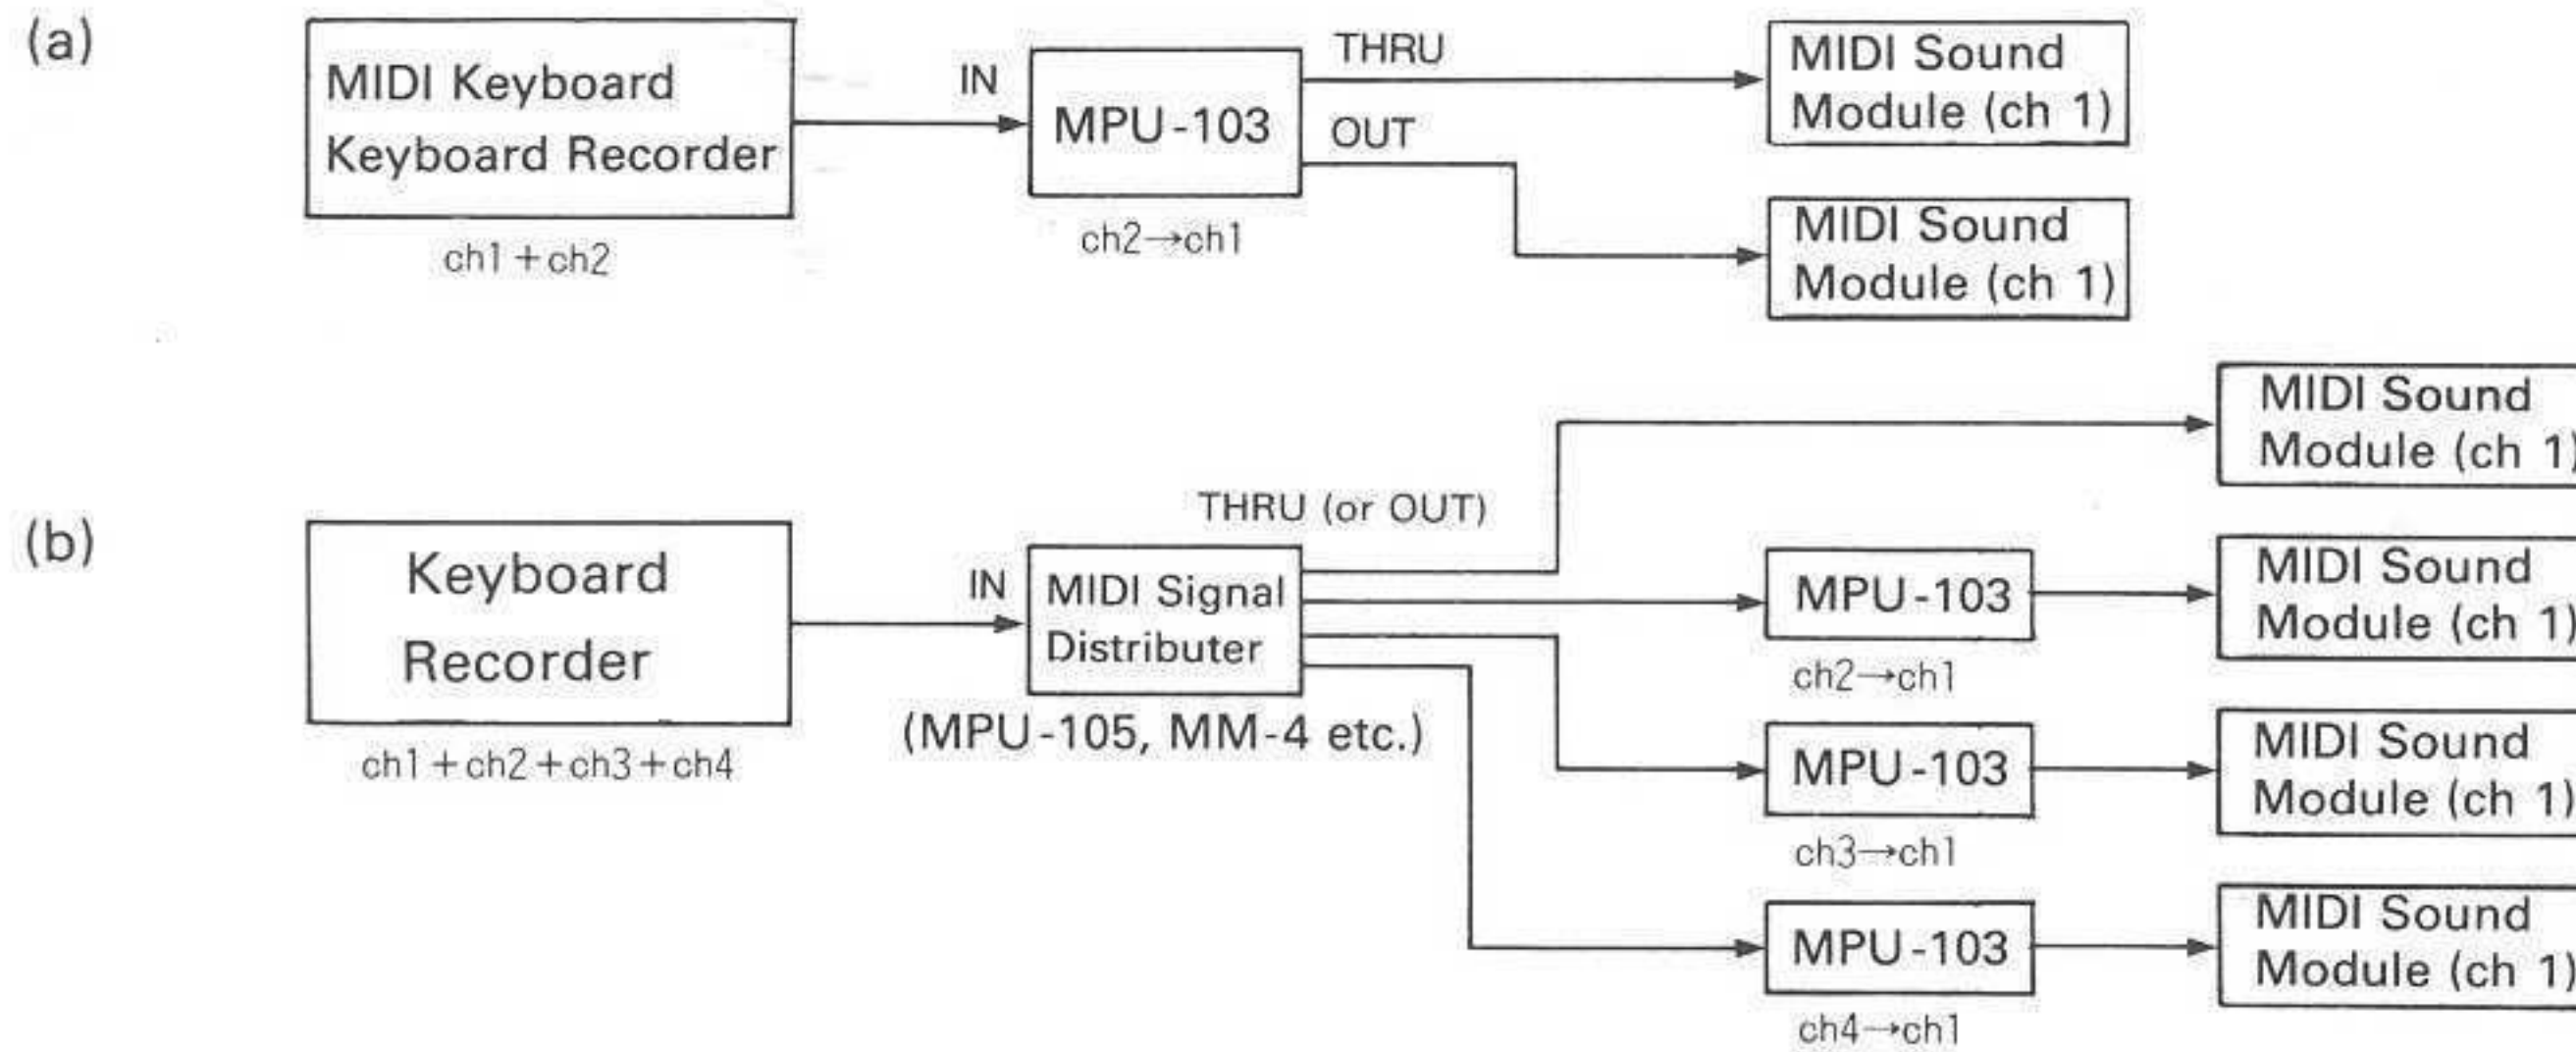 (a)
MIDI Keyboard
Keyboard Recorder
ch1+ch2
IN
MPU-103
ch2→ch1
THRU
OUT
MIDI Sound
Module (ch 1)
MIDI Sound
Module (ch 1)
(b)
Keyboard
Recorder
ch1+ch2+ch3+ch4
IN
MIDI Signal
Distributer
(MPU-105, MM-4 etc.)
THRU (or OUT)
MIDI Sound
Module (ch 1)
MPU-103
ch2→ch1
MIDI Sound
Module (ch 1)
MPU-103
ch3→ch1
MIDI Sound
Module (ch 1)
MPU-103
ch4→ch1
MIDI Sound
Module (ch 1)